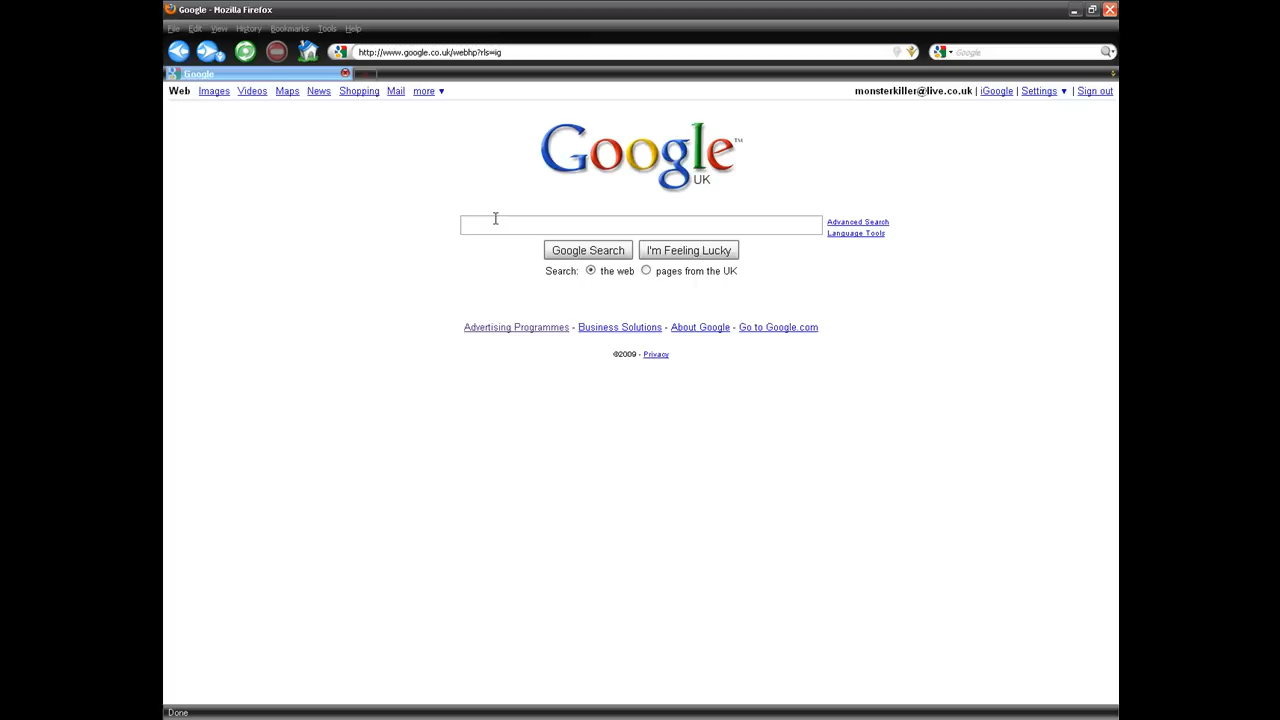 Google - Mozilla Firefox
File Edit View History Bookmarks Tools Help
http://www.google.co.uk/webhp?rls=ig Google
Google
Web Images Videos Maps News Shopping Mail more ▼ monsterkiller@live.co.uk | iGoogle | Settings ▼ | Sign out
Google™
UK
Advanced Search
Language Tools
Google Search I'm Feeling Lucky
Search: the web pages from the UK
Advertising Programmes - Business Solutions - About Google - Go to Google.com
©2009 - Privacy
Done